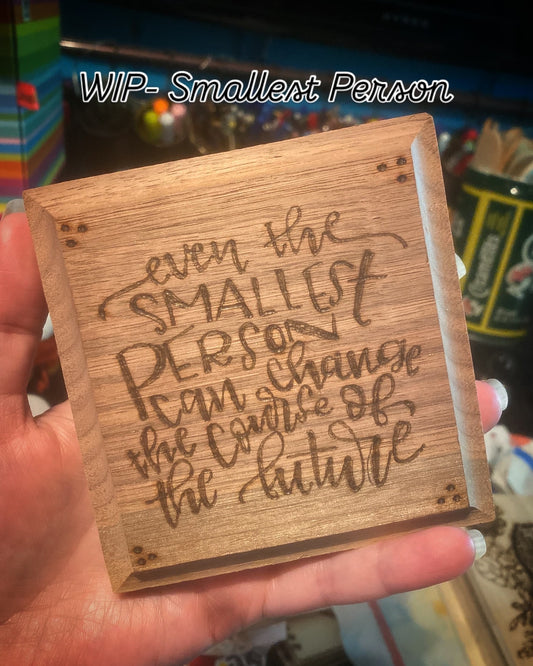 WIP- Smallest Person
even the
SMALLEST
PERSON
can change
the course of
the future